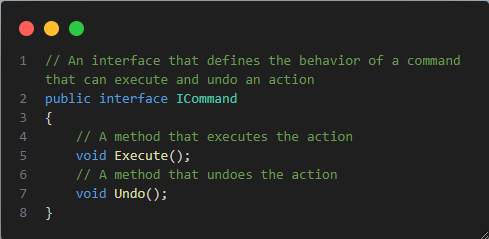 1 // An interface that defines the behavior of a command
that can execute and undo an action
2 public interface ICommand
3 {
4     // A method that executes the action
5     void Execute();
6     // A method that undoes the action
7     void Undo();
8 }